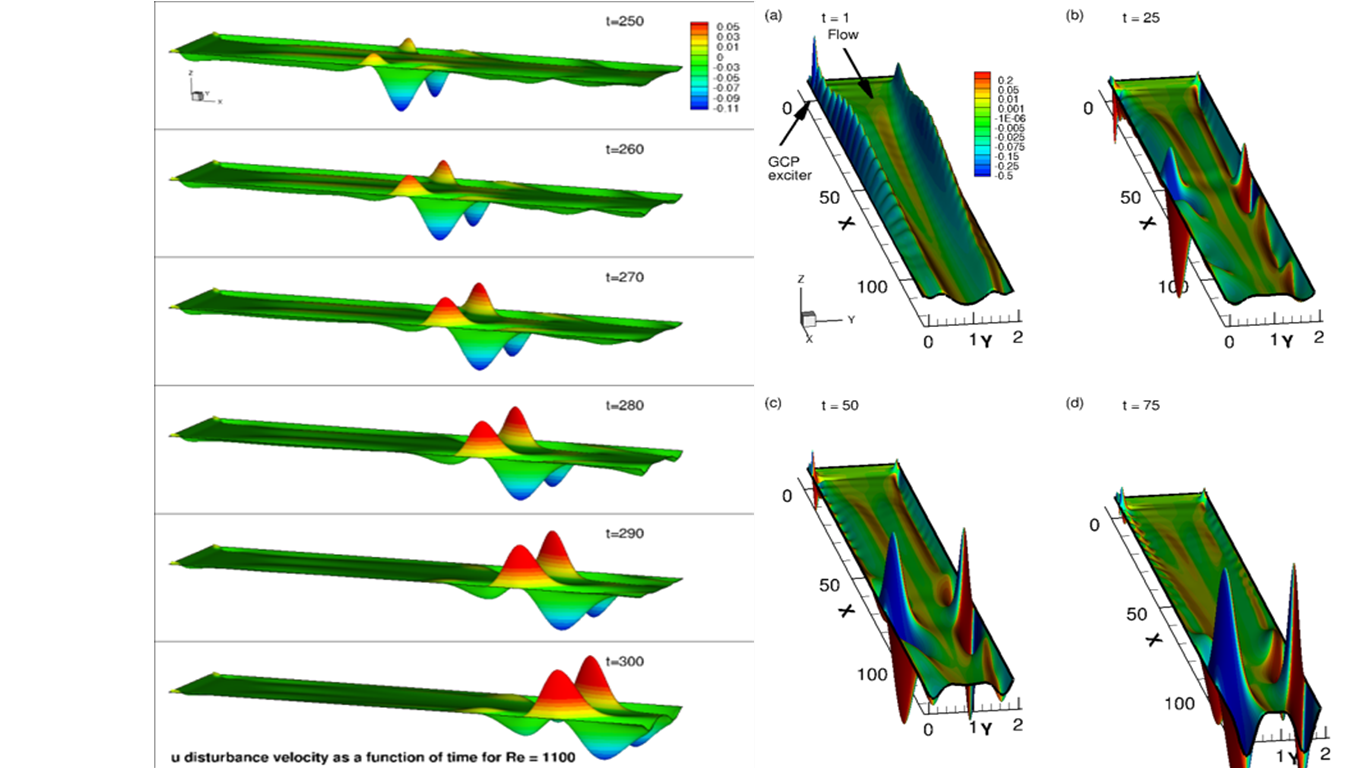 t=250
0.05
0.03
0.01
0
-0.03
-0.05
-0.07
-0.09
-0.11
Z
Y
X
t=260
t=270
t=280
t=290
t=300
u disturbance velocity as a function of time for Re = 1100
(a)
t = 1
Flow
0.2
0.05
0.01
0.001
-1E-06
-0.005
-0.025
-0.075
-0.15
-0.25
-0.5
0
GCP
exciter
50
X
100
Z
Y
X
0
1
Y
2
(b)
t = 25
0
50
X
100
0
1
Y
2
(c)
t = 50
0
50
X
100
0
1
Y
2
(d)
t = 75
0
50
X
100
1
Y
2